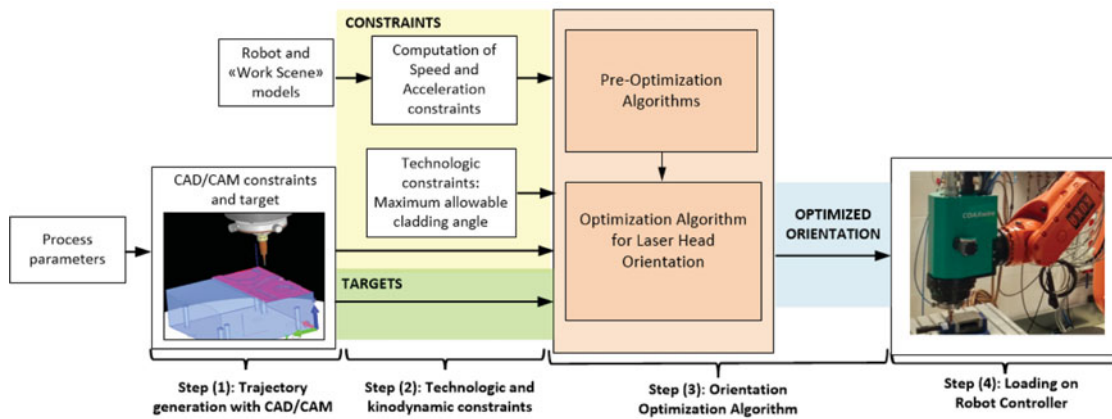 CONSTRAINTS
Robot and
«Work Scene»
models
Computation of
Speed and
Acceleration
constraints
Pre-Optimization
Algorithms
Technologic
constraints:
Maximum allowable
cladding angle
CAD/CAM constraints
and target
Process
parameters
Optimization Algorithm
for Laser Head
Orientation
OPTIMIZED
ORIENTATION
TARGETS
Step (1): Trajectory
generation with CAD/CAM
Step (2): Technologic and
kinodynamic constraints
Step (3): Orientation
Optimization Algorithm
Step (4): Loading on
Robot Controller